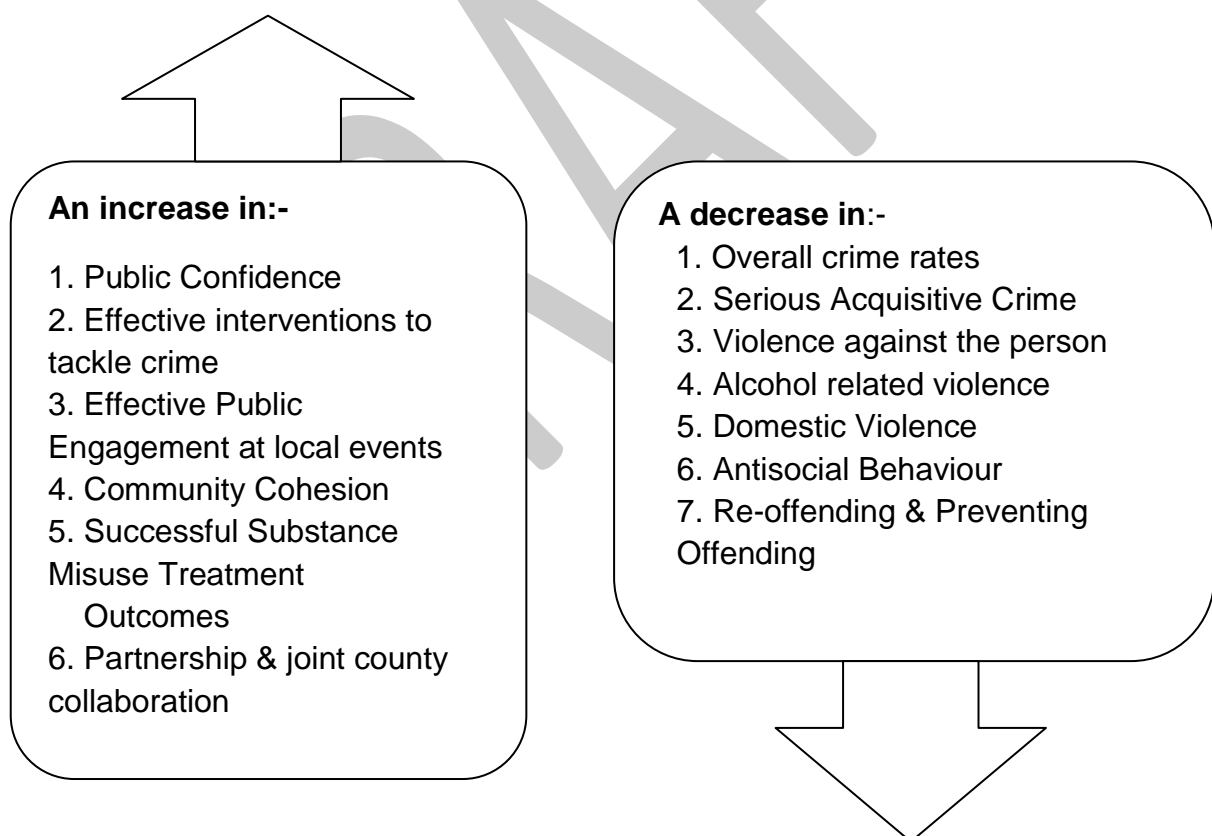 An increase in:-
1. Public Confidence
2. Effective interventions to
tackle crime
3. Effective Public
Engagement at local events
4. Community Cohesion
5. Successful Substance
Misuse Treatment
Outcomes
6. Partnership & joint county
collaboration
A decrease in:-
1. Overall crime rates
2. Serious Acquisitive Crime
3. Violence against the person
4. Alcohol related violence
5. Domestic Violence
6. Antisocial Behaviour
7. Re-offending & Preventing
Offending